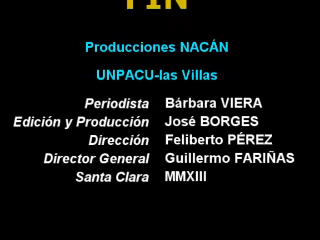 FIN
Producciones NACÁN
UNPACU-las Villas
Periodista Bárbara VIERA
Edición y Producción José BORGES
Dirección Feliberto PÉREZ
Director General Guillermo FARIÑAS
Santa Clara MMXIII